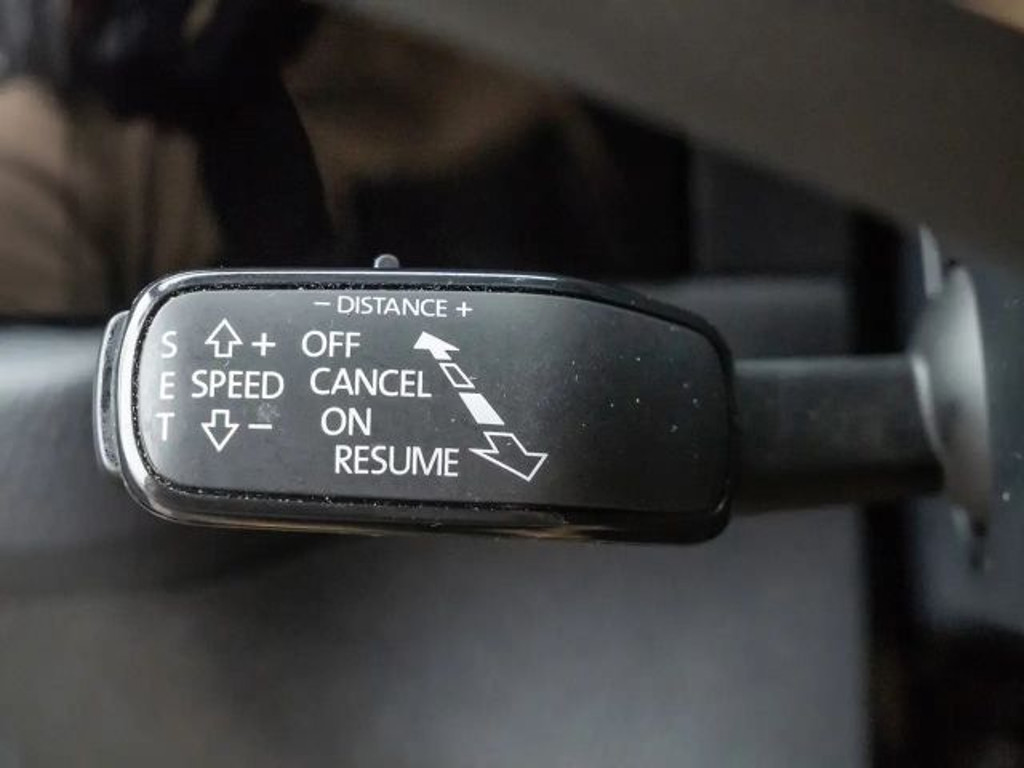 − DISTANCE +
S + OFF
E SPEED CANCEL
T − ON
RESUME